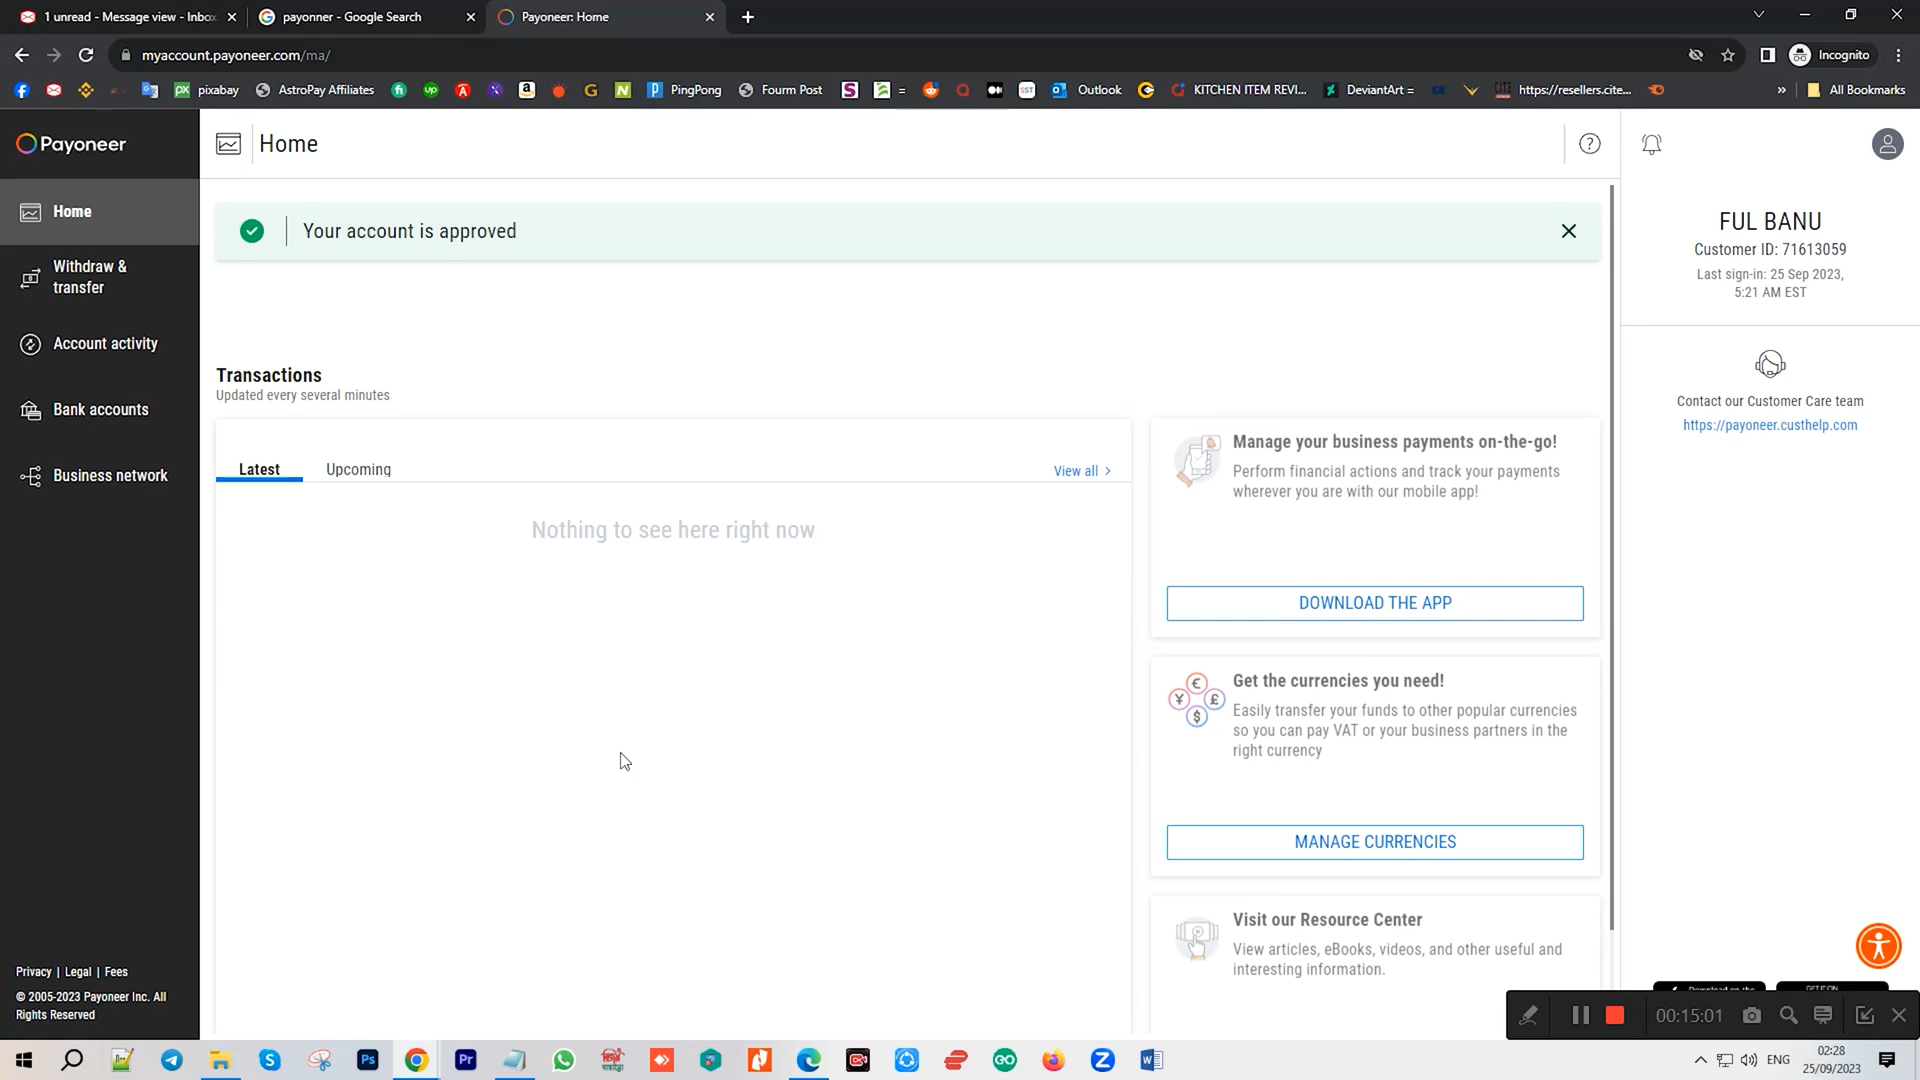 1 unread - Message view - Inbo
payonner - Google Search
Payoneer: Home
myaccount.payoneer.com/ma/
Incognito
pixabay
AstroPay Affiliates
PingPong
Fourm Post
=
Outlook
KITCHEN ITEM REVI...
DeviantArt =
https://resellers.cite...
»
All Bookmarks
Payoneer
Home
Withdraw &
transfer
Account activity
Bank accounts
Business network
Privacy | Legal | Fees
© 2005-2023 Payoneer Inc. All
Rights Reserved
Home
Your account is approved
Transactions
Updated every several minutes
Latest
Upcoming
View all >
Nothing to see here right now
Manage your business payments on-the-go!
Perform financial actions and track your payments
wherever you are with our mobile app!
DOWNLOAD THE APP
Get the currencies you need!
Easily transfer your funds to other popular currencies
so you can pay VAT or your business partners in the
right currency
MANAGE CURRENCIES
Visit our Resource Center
View articles, eBooks, videos, and other useful and
interesting information.
FUL BANU
Customer ID: 71613059
Last sign-in: 25 Sep 2023,
5:21 AM EST
Contact our Customer Care team
https://payoneer.custhelp.com
00:15:01
ENG
02:28
25/09/2023